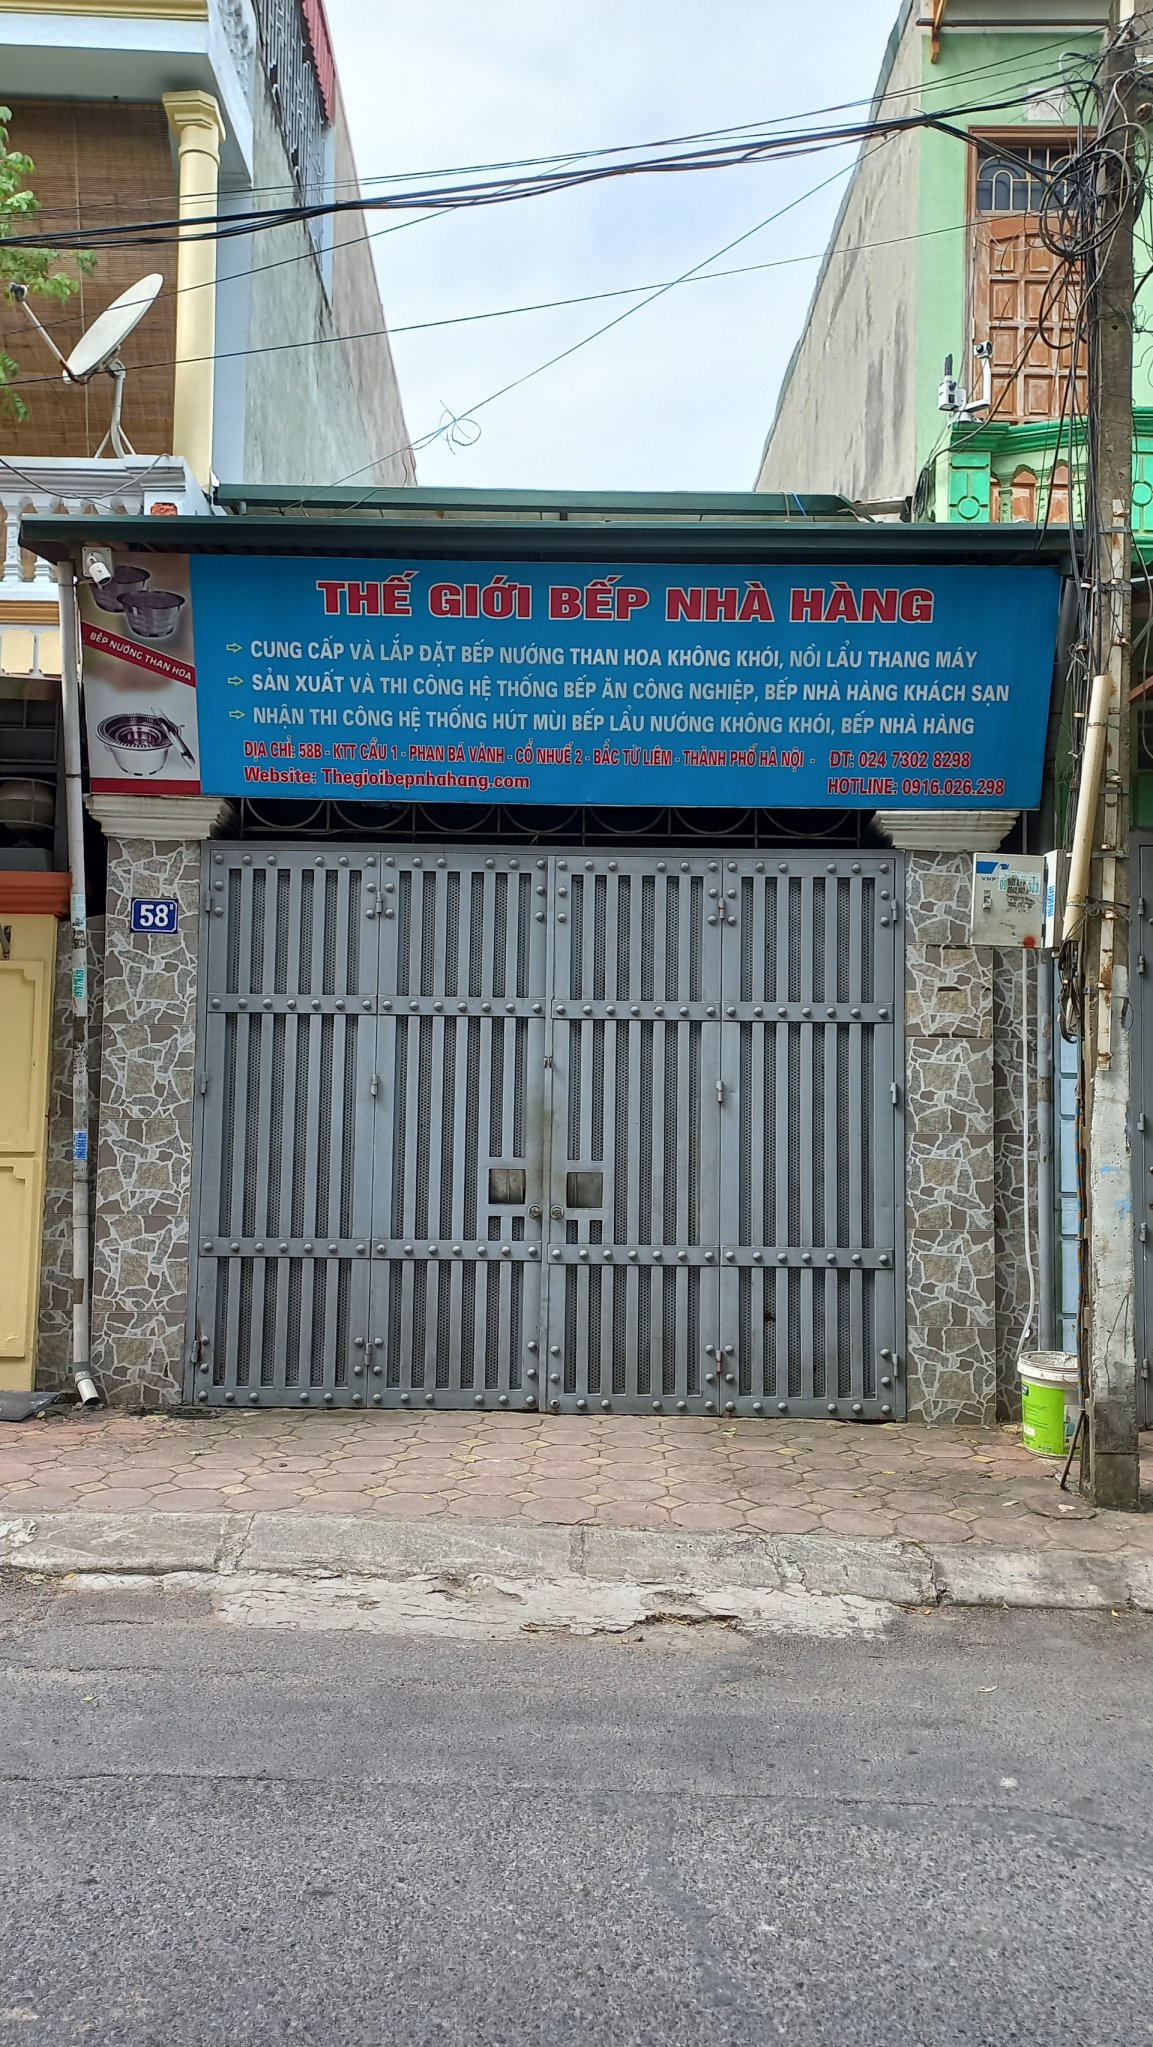 THẾ GIỚI BẾP NHÀ HÀNG
BẾP NƯỚNG THAN HOA
CUNG CẤP VÀ LẮP ĐẶT BẾP NƯỚNG THAN HOA KHÔNG KHÓI, NỒI LẨU THANG MÁY
SẢN XUẤT VÀ THI CÔNG HỆ THỐNG BẾP ĂN CÔNG NGHIỆP, BẾP NHÀ HÀNG KHÁCH SẠN
NHẬN THI CÔNG HỆ THỐNG HÚT MÙI BẾP LẨU NƯỚNG KHÔNG KHÓI, BẾP NHÀ HÀNG
ĐỊA CHỈ: 58B - KTT CẦU 1 - PHAN BÁ VÀNH - CỔ NHUẾ 2 - BẮC TỪ LIÊM - THÀNH PHỐ HÀ NỘI - ĐT: 024 7302 8298
Website: Thegioibepnhahang.com HOTLINE: 0916.026.298
58B